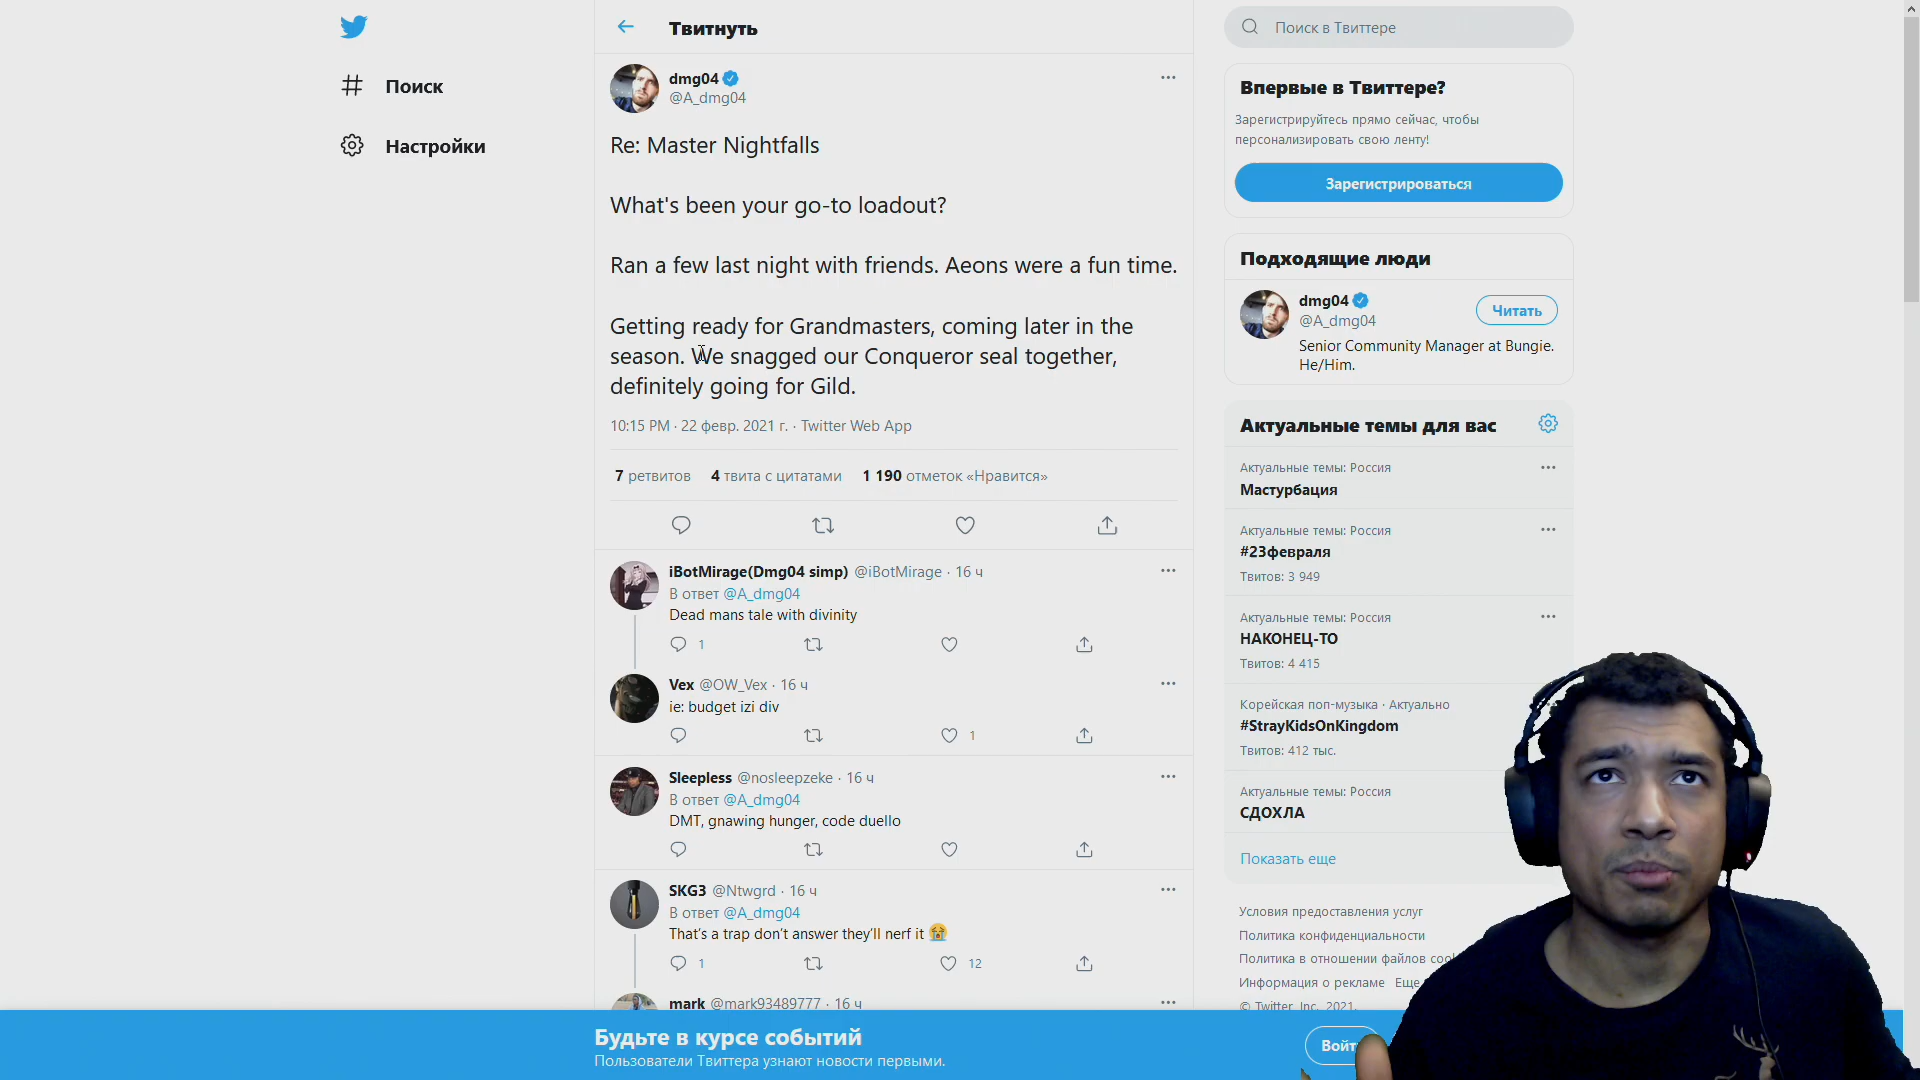 Твитнуть
Поиск
Настройки
dmg04
@A_dmg04
Re: Master Nightfalls
What's been your go-to loadout?
Ran a few last night with friends. Aeons were a fun time.
Getting ready for Grandmasters, coming later in the
season. We snagged our Conqueror seal together,
definitely going for Gild.
10:15 PM · 22 февр. 2021 г. · Twitter Web App
7 ретвитов 4 твита с цитатами 1 190 отметок «Нравится»
iBotMirage(Dmg04 simp) @iBotMirage · 16 ч
В ответ @A_dmg04
Dead mans tale with divinity
1
Vex @OW_Vex · 16 ч
ie: budget izi div
1
Sleepless @nosleepzeke · 16 ч
В ответ @A_dmg04
DMT, gnawing hunger, code duello
SKG3 @Ntwgrd · 16 ч
В ответ @A_dmg04
That's a trap don't answer they'll nerf it 😭
1 12
mark @mark93489777 · 16 ч
Поиск в Твиттере
Впервые в Твиттере?
Зарегистрируйтесь прямо сейчас, чтобы
персонализировать свою ленту!
Зарегистрироваться
Подходящие люди
dmg04
@A_dmg04
Читать
Senior Community Manager at Bungie.
He/Him.
Актуальные темы для вас
Актуальные темы: Россия
Мастурбация
Актуальные темы: Россия
#23февраля
Твитов: 3 949
Актуальные темы: Россия
НАКОНЕЦ-ТО
Твитов: 4 415
Корейская поп-музыка · Актуально
#StrayKidsOnKingdom
Твитов: 412 тыс.
Актуальные темы: Россия
СДОХЛА
Показать еще
Условия предоставления услуг
Политика конфиденциальности
Политика в отношении файлов
Информация о рекламе Еще
© Twitter, Inc., 2021.
Будьте в курсе событий
Пользователи Твиттера узнают новости первыми.